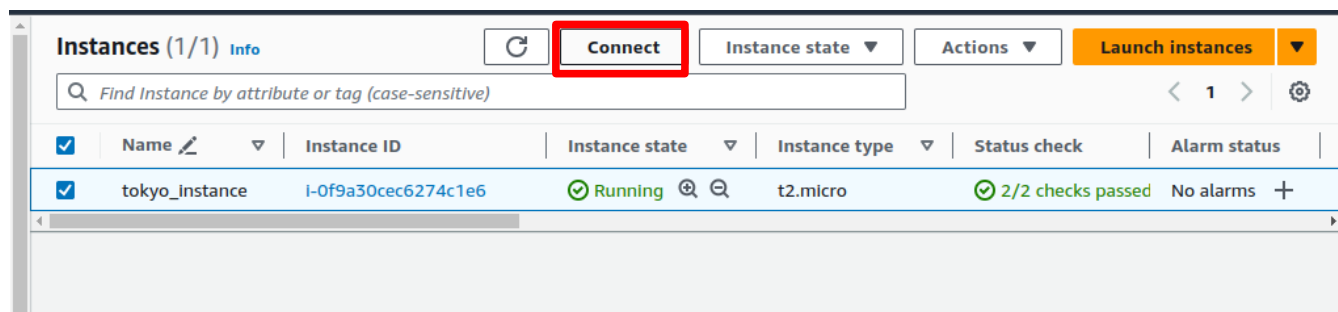 Instances (1/1) Info
Connect
Instance state
Actions
Launch instances
Find Instance by attribute or tag (case-sensitive)
1
Name
Instance ID
Instance state
Instance type
Status check
Alarm status
tokyo_instance
i-0f9a30cec6274c1e6
Running
t2.micro
2/2 checks passed
No alarms